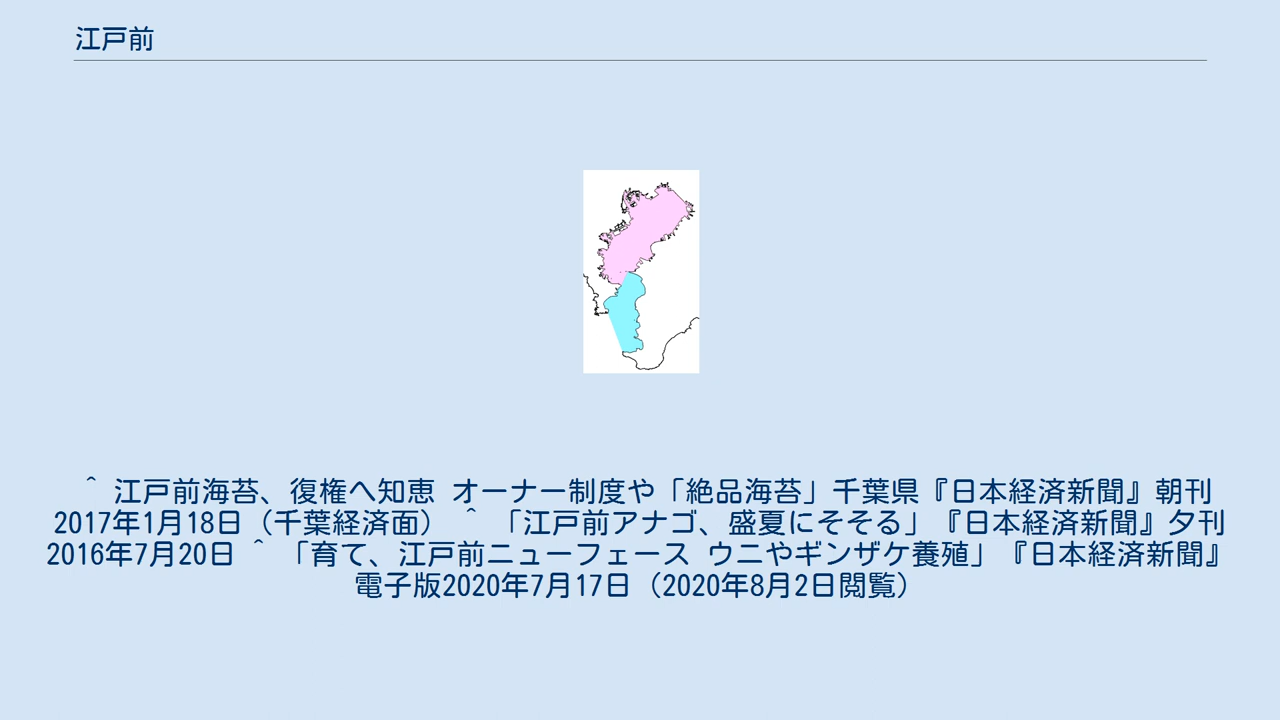 江戸前
^ 江戸前海苔、復権へ知恵 オーナー制度や「絶品海苔」千葉県『日本経済新聞』朝刊
2017年1月18日（千葉経済面） ^ 「江戸前アナゴ、盛夏にそそる」『日本経済新聞』夕刊
2016年7月20日 ^ 「育て、江戸前ニューフェース ウニやギンザケ養殖」『日本経済新聞』
電子版2020年7月17日（2020年8月2日閲覧）